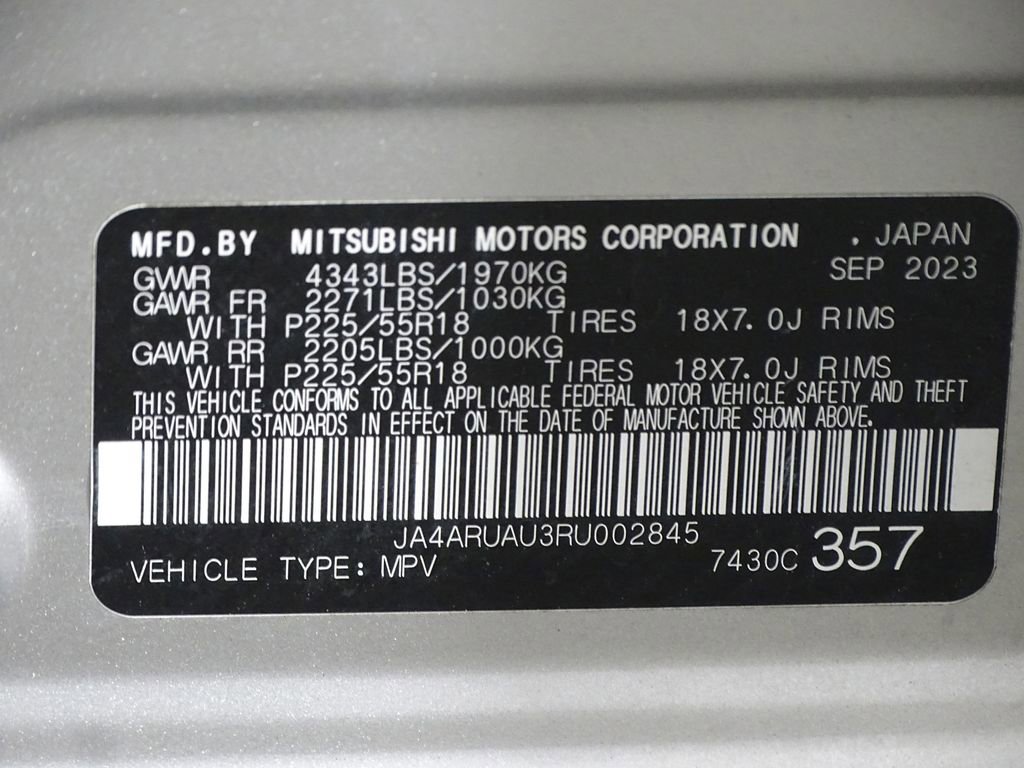 MFD.BY MITSUBISHI MOTORS CORPORATION . JAPAN
GVWR 4343LBS/1970KG SEP 2023
GAWR FR 2271LBS/1030KG
WITH P225/55R18 TIRES 18X7.0J RIMS
GAWR RR 2205LBS/1000KG
WITH P225/55R18 TIRES 18X7.0J RIMS
THIS VEHICLE CONFORMS TO ALL APPLICABLE FEDERAL MOTOR VEHICLE SAFETY AND THEFT
PREVENTION STANDARDS IN EFFECT ON THE DATE OF MANUFACTURE SHOWN ABOVE.
JA4ARUAU3RU002845
VEHICLE TYPE: MPV 7430C 357